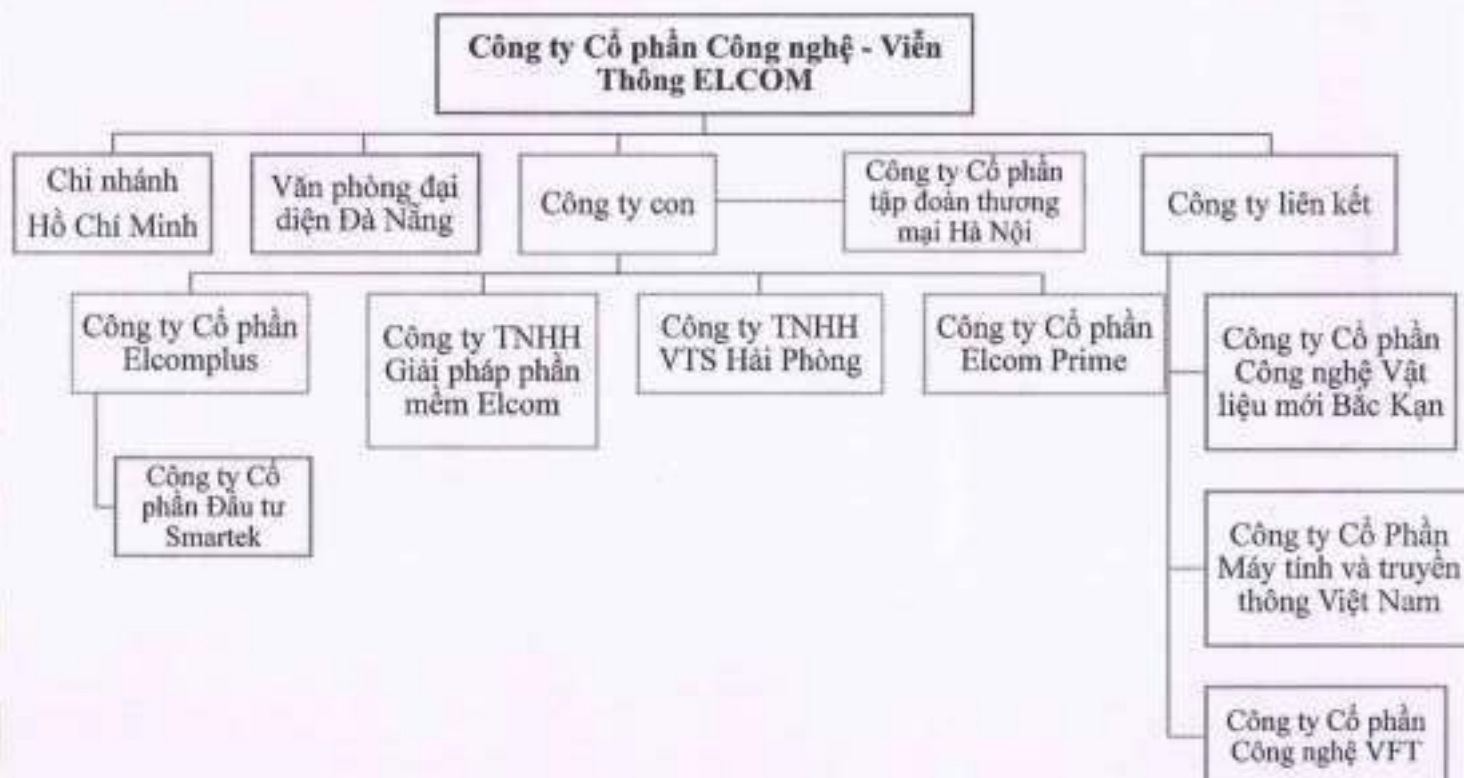 Công ty Cổ phần Công nghệ - Viễn
Thông ELCOM
Chi nhánh
Hồ Chí Minh
Văn phòng đại
diện Đà Nẵng
Công ty con
Công ty Cổ phần
tập đoàn thương
mại Hà Nội
Công ty liên kết
Công ty Cổ phần
Elcomplus
Công ty TNHH
Giải pháp phần
mềm Elcom
Công ty TNHH
VTS Hải Phòng
Công ty Cổ phần
Elcom Prime
Công ty Cổ phần
Công nghệ Vật
liệu mới Bắc Kạn
Công ty Cổ
phần Đầu tư
Smartek
Công ty Cổ Phần
Máy tính và truyền
thông Việt Nam
Công ty Cổ phần
Công nghệ VFT